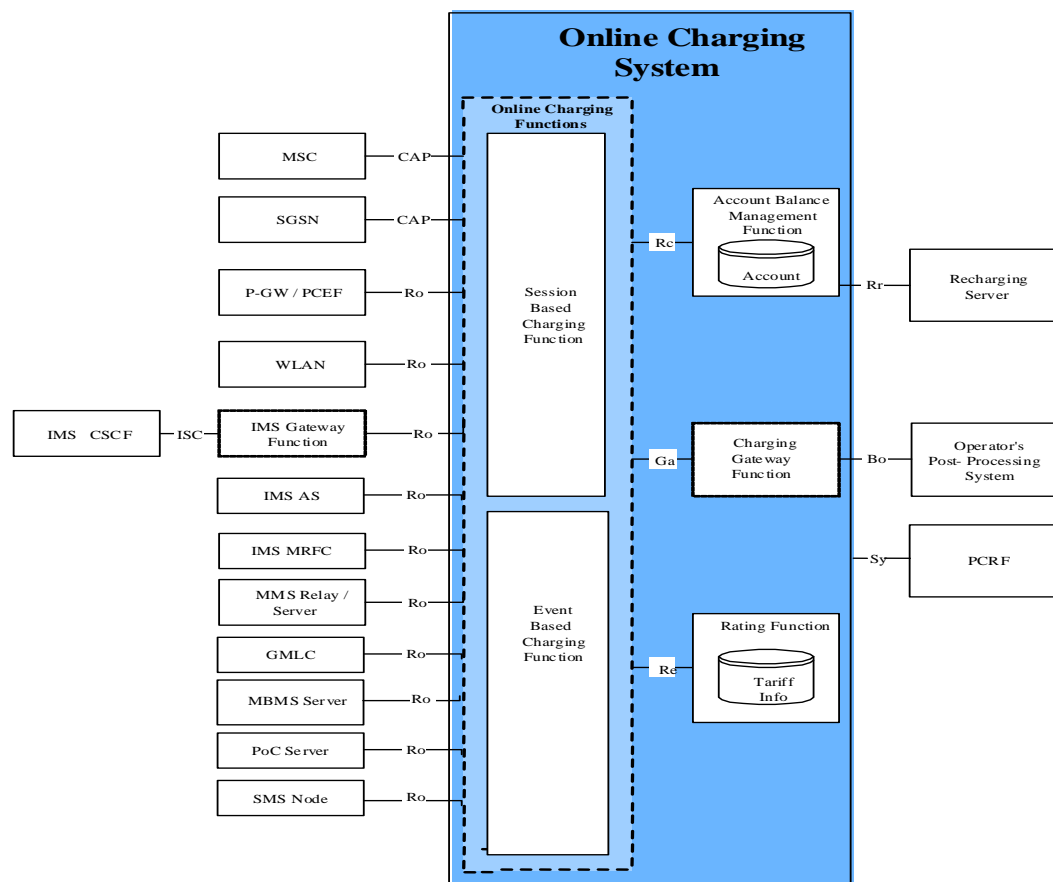 Online Charging
System
Online Charging
Functions
MSC
CAP
SGSN
CAP
P-GW / PCEF
Ro
WLAN
Ro
IMS CSCF
ISC
IMS Gateway
Function
Ro
IMS AS
Ro
IMS MRFC
Ro
MMS Relay /
Server
Ro
GMLC
Ro
MBMS Server
Ro
PoC Server
Ro
SMS Node
Ro
Session
Based
Charging
Function
Event
Based
Charging
Function
Rc
Account Balance
Management
Function
Account
Rr
Recharging
Server
Ga
Charging
Gateway
Function
Bo
Operator's
Post- Processing
System
Sy
PCRF
Re
Rating Function
Tariff
Info